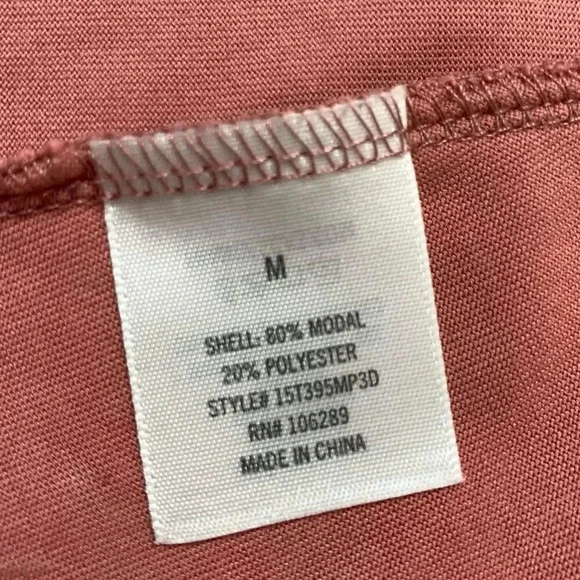 M
SHELL: 80% MODAL
20% POLYESTER
STYLE# 15T395MP3D
RN# 106289
MADE IN CHINA